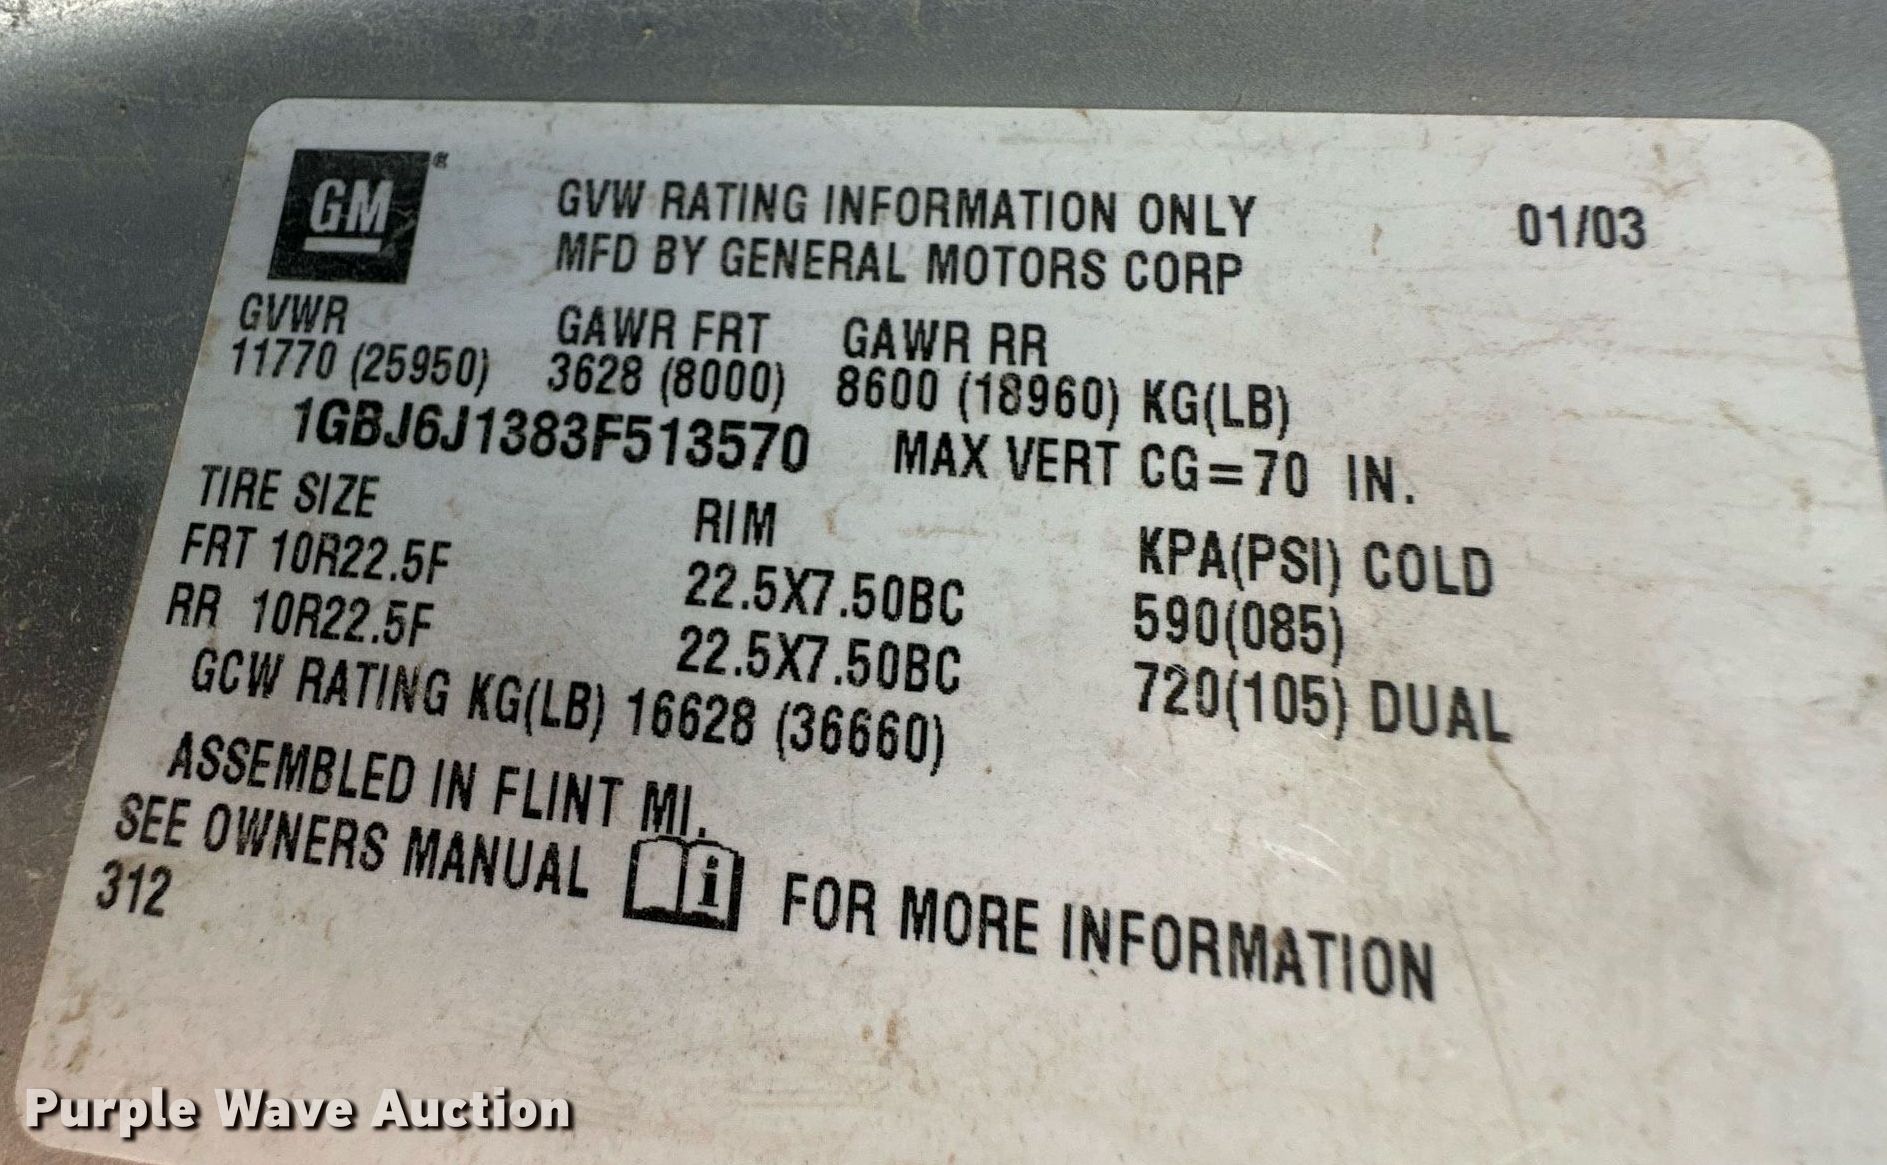 GM®
GVW RATING INFORMATION ONLY 01/03
MFD BY GENERAL MOTORS CORP
GVWR GAWR FRT GAWR RR
11770 (25950) 3628 (8000) 8600 (18960) KG(LB)
1GBJ6J1383F513570 MAX VERT CG=70 IN.
TIRE SIZE RIM KPA(PSI) COLD
FRT 10R22.5F 22.5X7.50BC 590(085)
RR 10R22.5F 22.5X7.50BC 720(105) DUAL
GCW RATING KG(LB) 16628 (36660)
ASSEMBLED IN FLINT MI.
SEE OWNERS MANUAL i FOR MORE INFORMATION
312
Purple Wave Auction